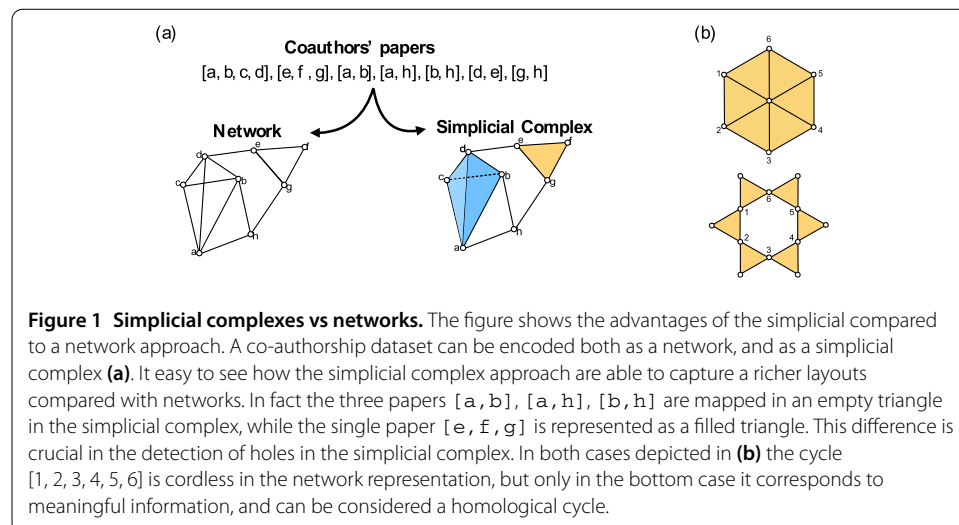 (a)
Coauthors' papers
[a, b, c, d], [e, f , g], [a, b], [a, h], [b, h], [d, e], [g, h]
Network
Simplicial Complex
d
e
f
c
b
g
h
a
d
e
f
c
b
g
h
a
(b)
6
1
5
2
4
3
6
1
5
2
4
3
Figure 1 Simplicial complexes vs networks. The figure shows the advantages of the simplicial compared
to a network approach. A co-authorship dataset can be encoded both as a network, and as a simplicial
complex (a). It easy to see how the simplicial complex approach are able to capture a richer layouts
compared with networks. In fact the three papers [a,b], [a,h], [b,h] are mapped in an empty triangle
in the simplicial complex, while the single paper [e,f,g] is represented as a filled triangle. This difference is
crucial in the detection of holes in the simplicial complex. In both cases depicted in (b) the cycle
[1, 2, 3, 4, 5, 6] is cordless in the network representation, but only in the bottom case it corresponds to
meaningful information, and can be considered a homological cycle.